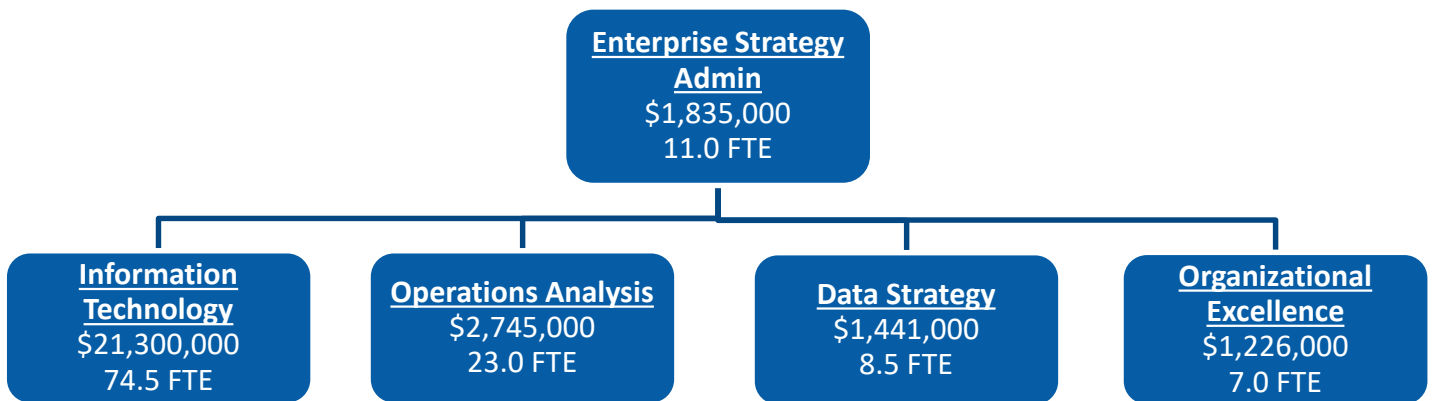 Enterprise Strategy
Admin
$1,835,000
11.0 FTE
Information
Technology
$21,300,000
74.5 FTE
Operations Analysis
$2,745,000
23.0 FTE
Data Strategy
$1,441,000
8.5 FTE
Organizational
Excellence
$1,226,000
7.0 FTE